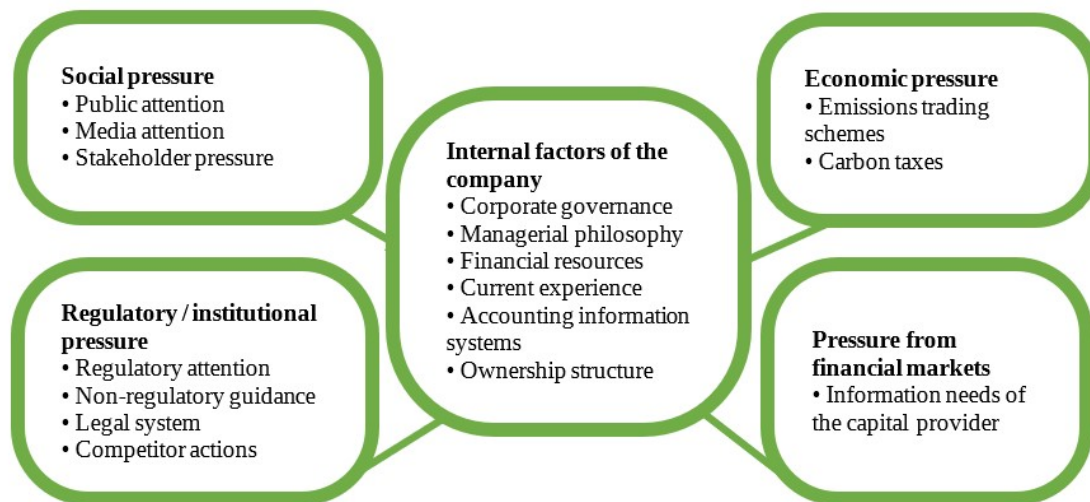 Social pressure
• Public attention
• Media attention
• Stakeholder pressure
Regulatory / institutional
pressure
• Regulatory attention
• Non-regulatory guidance
• Legal system
• Competitor actions
Internal factors of the
company
• Corporate governance
• Managerial philosophy
• Financial resources
• Current experience
• Accounting information
systems
• Ownership structure
Economic pressure
• Emissions trading
schemes
• Carbon taxes
Pressure from
financial markets
• Information needs of
the capital provider